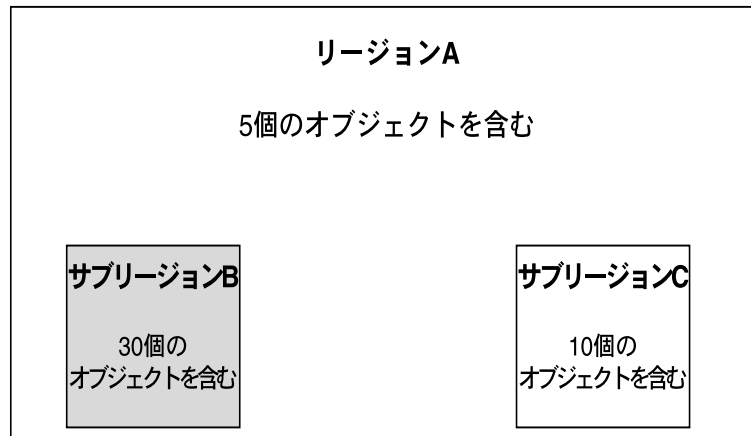 リージョンA
5個のオブジェクトを含む
サブリージョンB
30個の
オブジェクトを含む
サブリージョンC
10個の
オブジェクトを含む